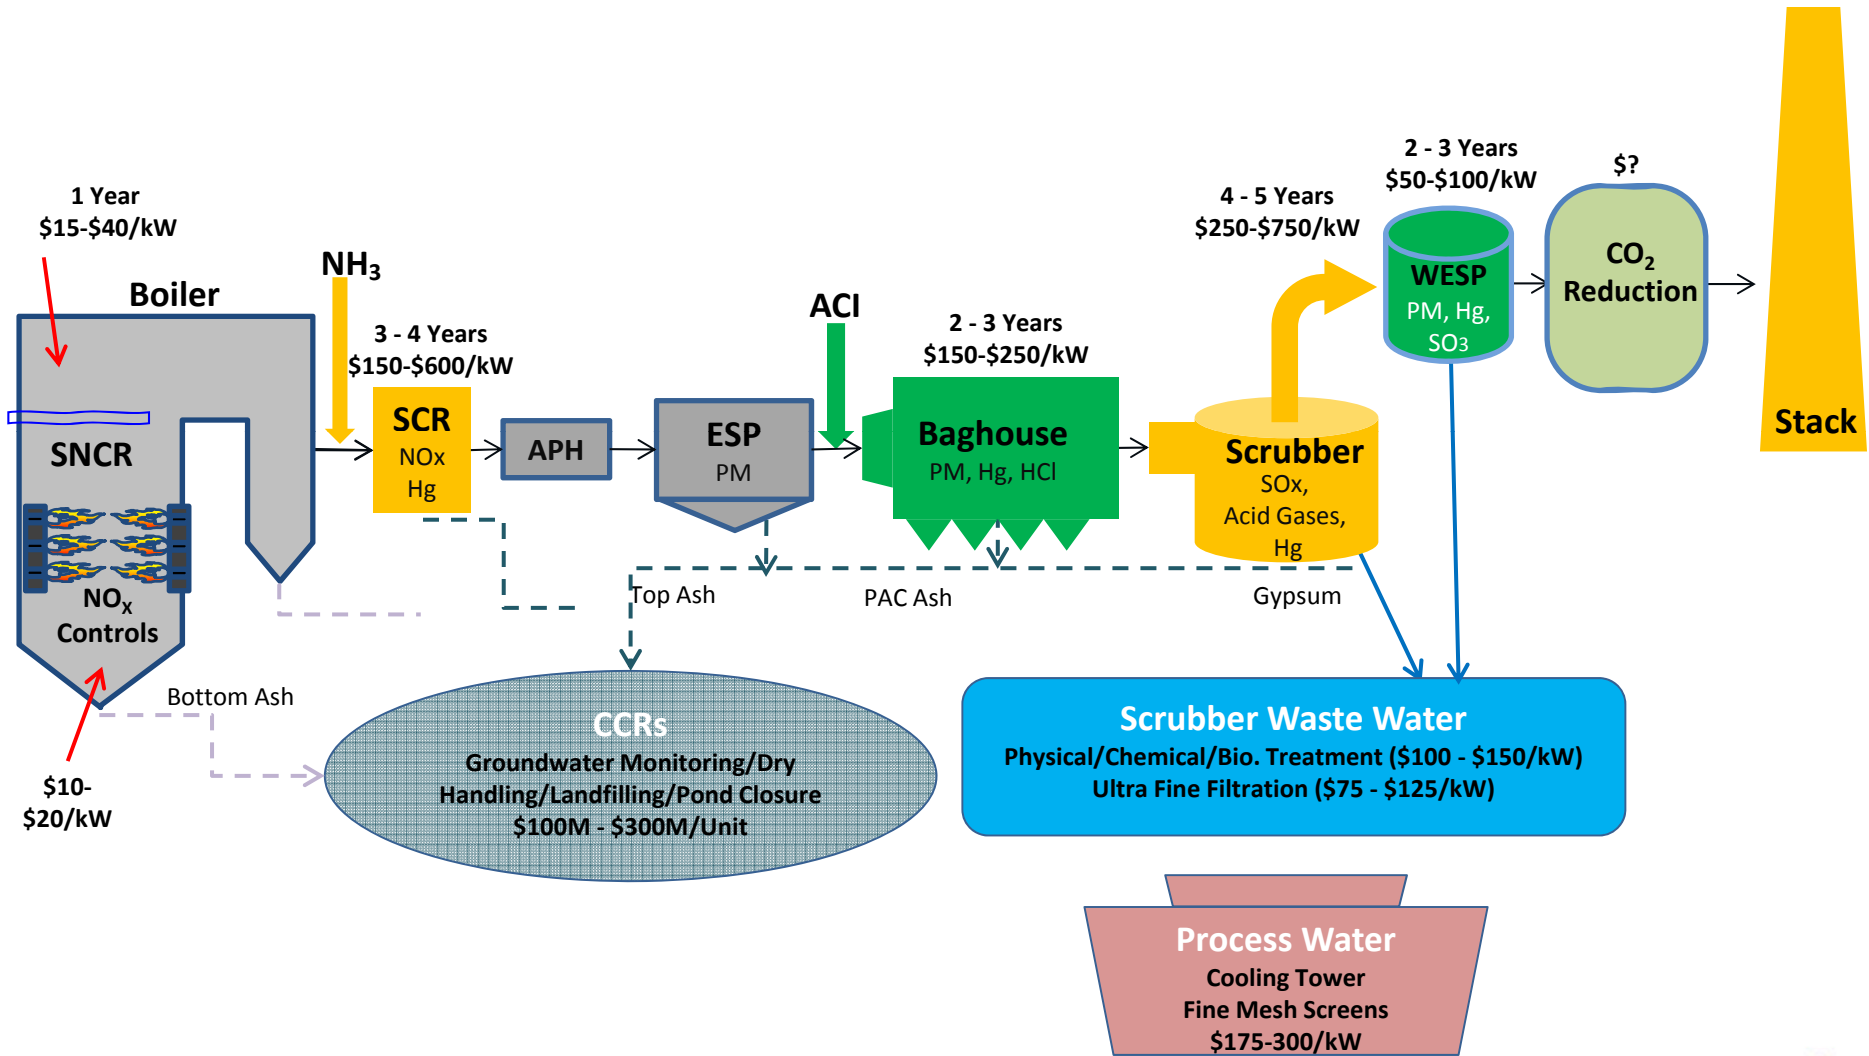 1 Year
$15-$40/kW
Boiler
SNCR
NOX
Controls
$10-
$20/kW
Bottom Ash
NH3
3 - 4 Years
$150-$600/kW
SCR
NOx
Hg
APH
ESP
PM
ACI
2 - 3 Years
$150-$250/kW
Baghouse
PM, Hg, HCl
4 - 5 Years
$250-$750/kW
Scrubber
SOx,
Acid Gases,
Hg
2 - 3 Years
$50-$100/kW
WESP
PM, Hg,
SO3
$?
CO2
Reduction
Stack
Top Ash
PAC Ash
Gypsum
CCRs
Groundwater Monitoring/Dry
Handling/Landfilling/Pond Closure
$100M - $300M/Unit
Scrubber Waste Water
Physical/Chemical/Bio. Treatment ($100 - $150/kW)
Ultra Fine Filtration ($75 - $125/kW)
Process Water
Cooling Tower
Fine Mesh Screens
$175-300/kW